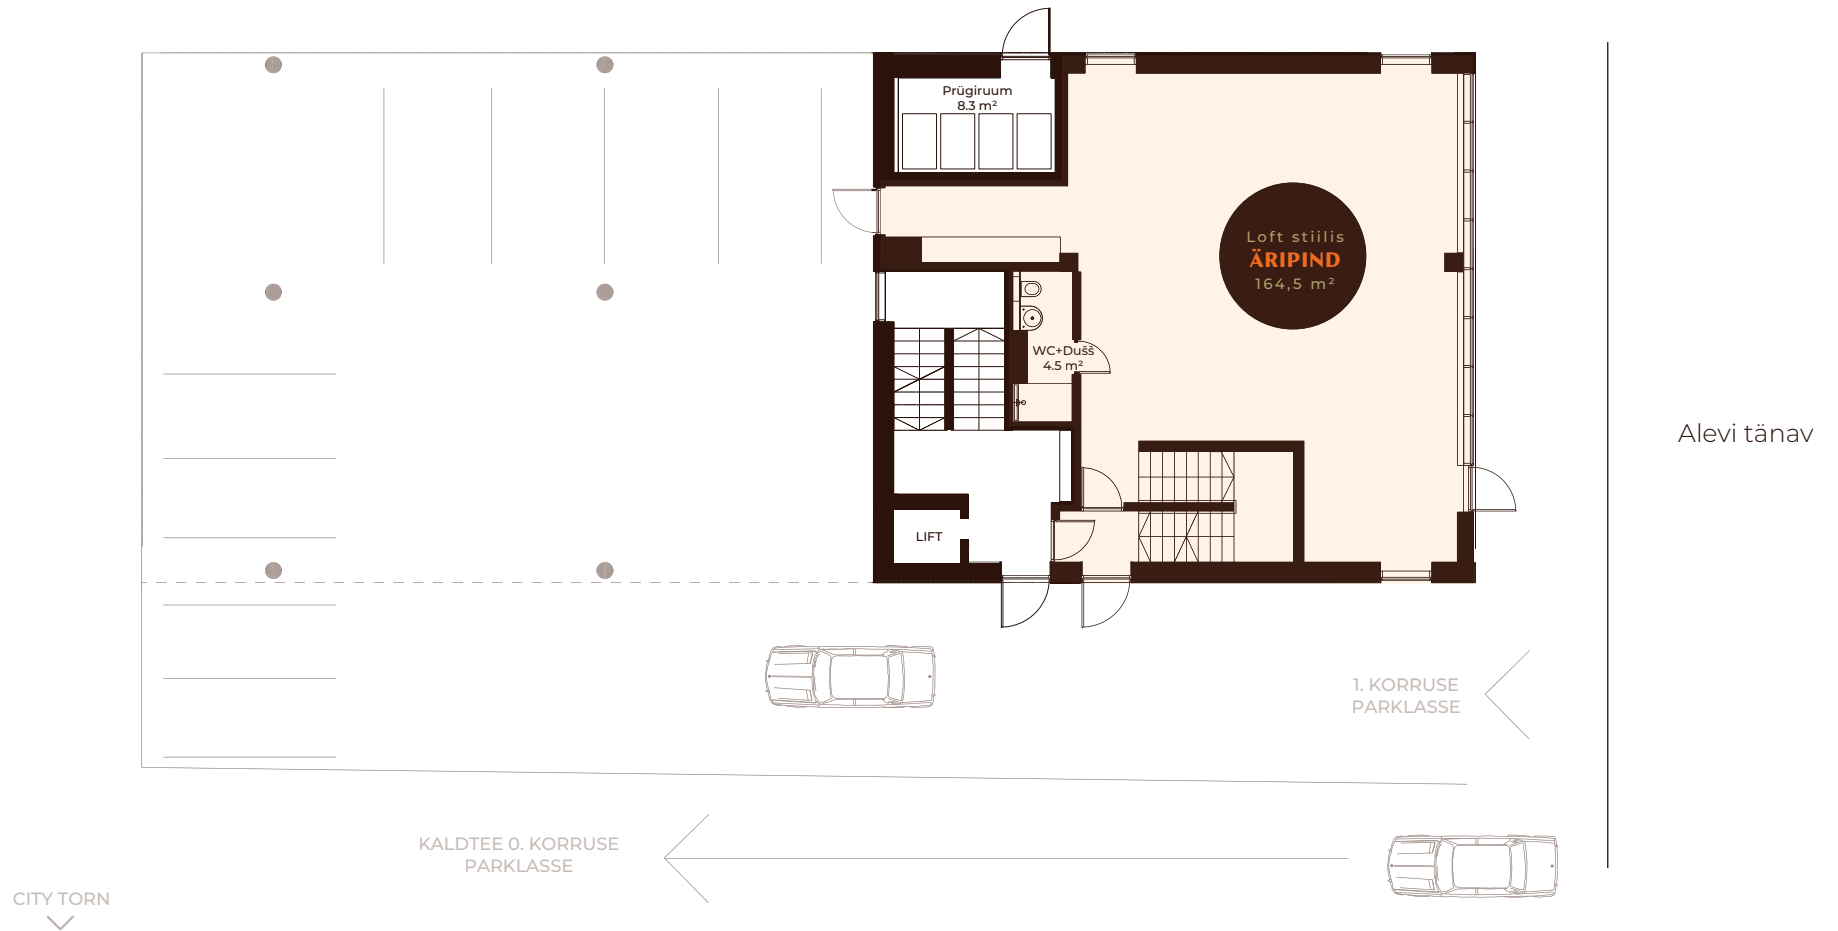 Prügiruum
8.3 m²
Loft stiilis
ÄRIPIND
164,5 m²
WC+Dušš
4.5 m²
Alevi tänav
LIFT
1. KORRUSE
PARKLASSE
KALDTEE 0. KORRUSE
PARKLASSE
CITY TORN